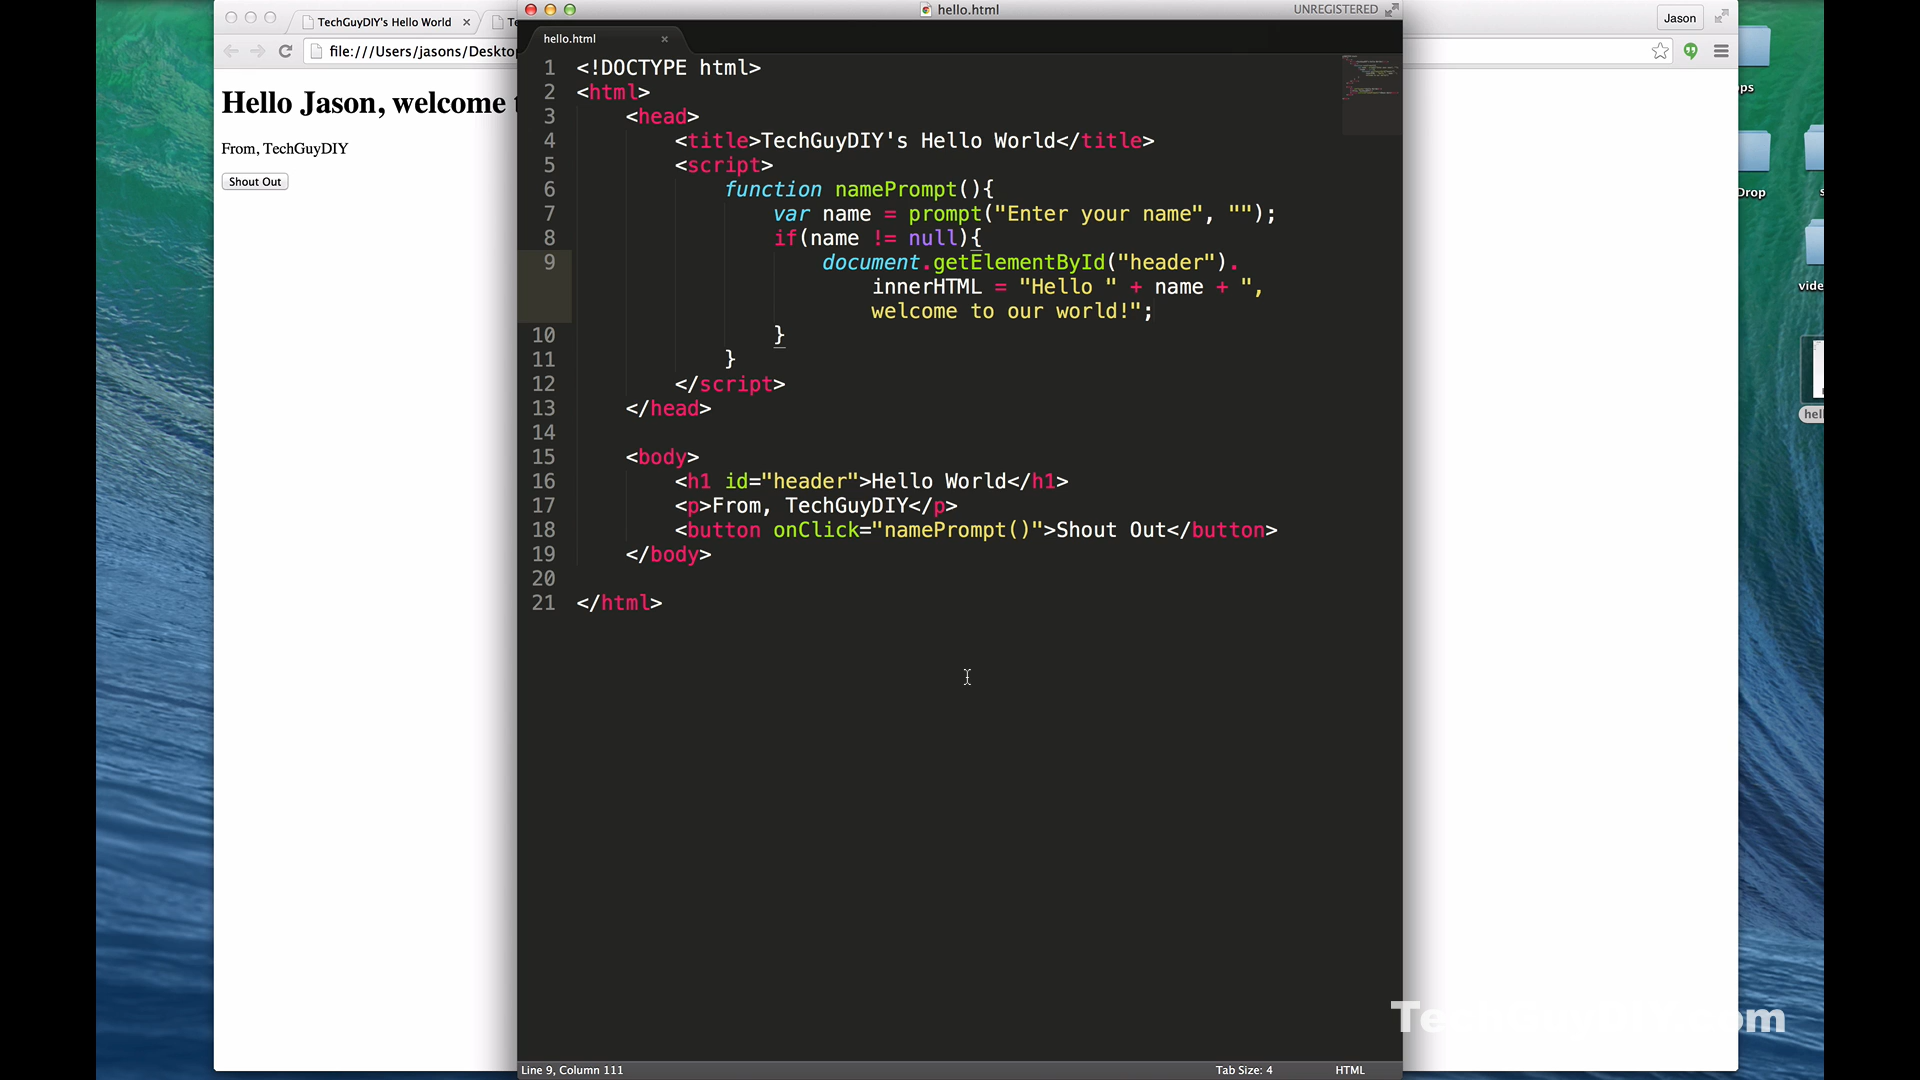 TechGuyDIY's Hello World
file:///Users/jasons/Deskto
Hello Jason, welcome
From, TechGuyDIY
Shout Out
hello.html
UNREGISTERED
hello.html
1 <!DOCTYPE html>
2 <html>
3 <head>
4 <title>TechGuyDIY's Hello World</title>
5 <script>
6 function namePrompt(){
7 var name = prompt("Enter your name", "");
8 if(name != null){
9 document.getElementById("header").
innerHTML = "Hello " + name + ",
welcome to our world!";
10 }
11 }
12 </script>
13 </head>
14
15 <body>
16 <h1 id="header">Hello World</h1>
17 <p>From, TechGuyDIY</p>
18 <button onClick="namePrompt()">Shout Out</button>
19 </body>
20
21 </html>
Line 9, Column 111
Tab Size: 4
HTML
Jason
ps
Drop
s
vide
hel